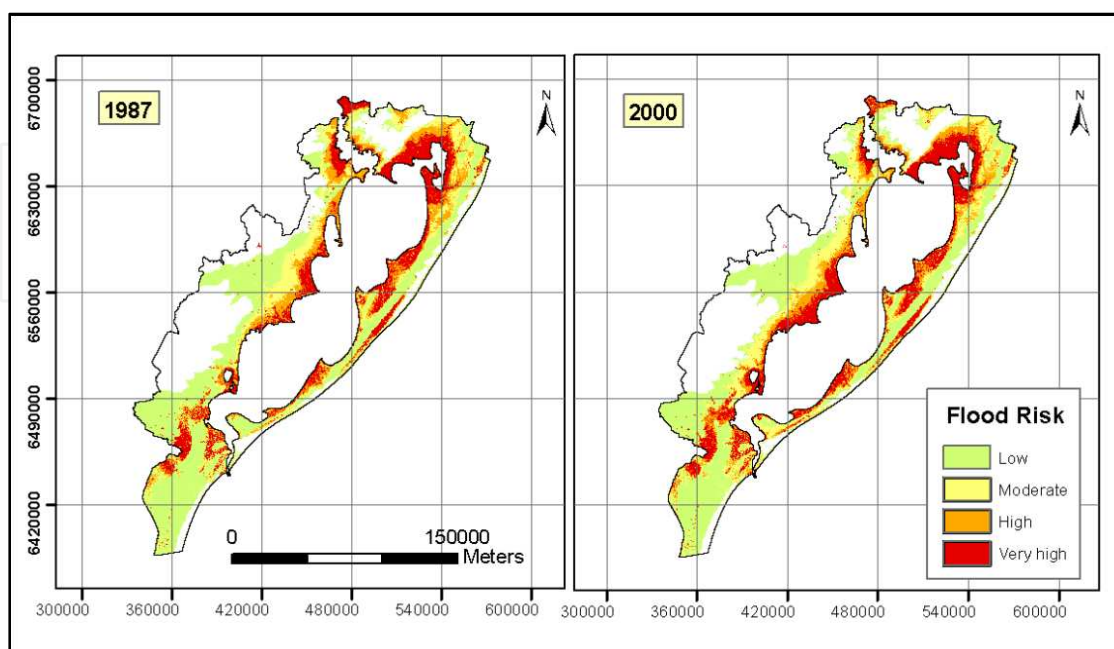 1987
N
2000
N
6700000
6630000
6560000
6490000
6420000
Flood Risk
Low
Moderate
High
Very high
0 150000
Meters
300000 360000 420000 480000 540000 600000
300000 360000 420000 480000 540000 600000